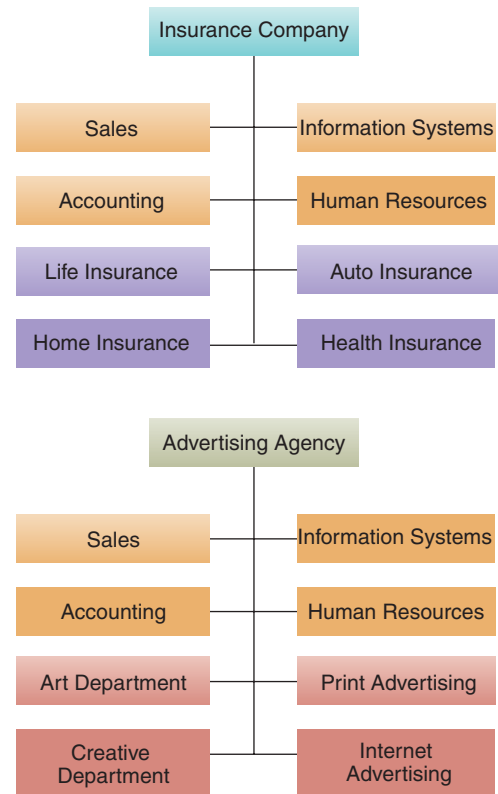 Insurance Company
Sales
Information Systems
Accounting
Human Resources
Life Insurance
Auto Insurance
Home Insurance
Health Insurance
Advertising Agency
Sales
Information Systems
Accounting
Human Resources
Art Department
Print Advertising
Creative
Department
Internet
Advertising